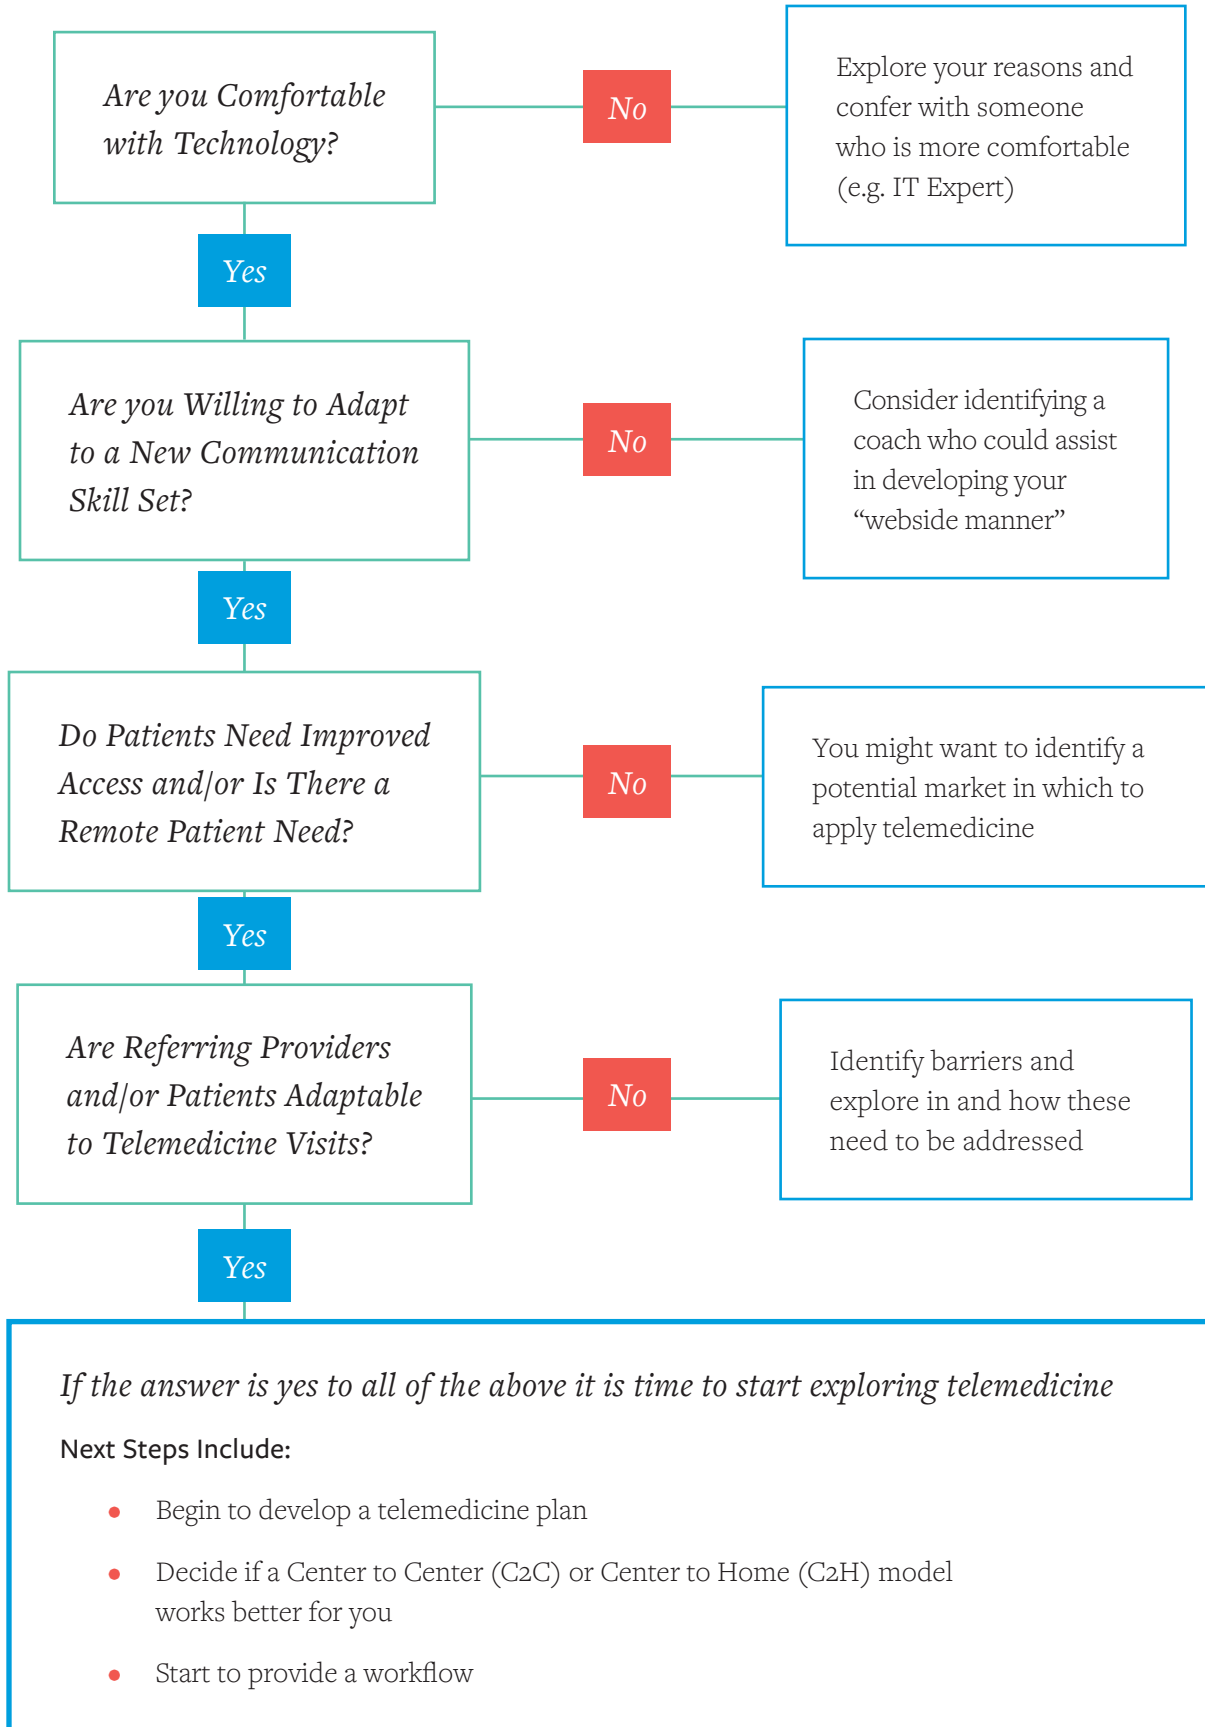 Are you Comfortable
with Technology?
No
Explore your reasons and
confer with someone
who is more comfortable
(e.g. IT Expert)
Yes
Are you Willing to Adapt
to a New Communication
Skill Set?
No
Consider identifying a
coach who could assist
in developing your
“webside manner”
Yes
Do Patients Need Improved
Access and/or Is There a
Remote Patient Need?
No
You might want to identify a
potential market in which to
apply telemedicine
Yes
Are Referring Providers
and/or Patients Adaptable
to Telemedicine Visits?
No
Identify barriers and
explore in and how these
need to be addressed
Yes
If the answer is yes to all of the above it is time to start exploring telemedicine
Next Steps Include:
• Begin to develop a telemedicine plan
• Decide if a Center to Center (C2C) or Center to Home (C2H) model
works better for you
• Start to provide a workflow